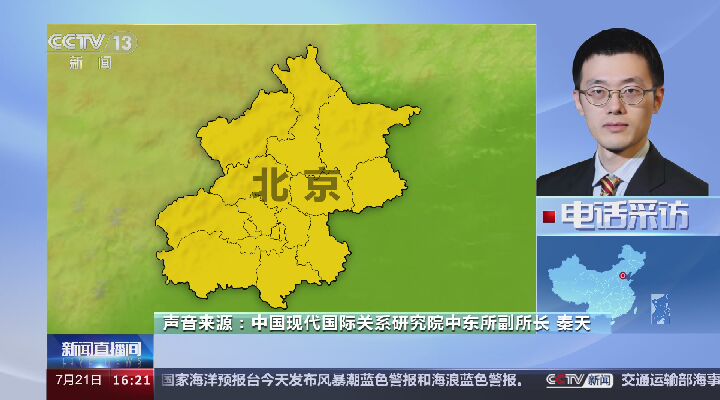 CCTV 13
新闻
北京
电话采访
声音来源：中国现代国际关系研究院中东所副所长 秦天
新闻直播间
7月21日 16:21 国家海洋预报台今天发布风暴潮蓝色警报和海浪蓝色警报。 CCTV 新闻 交通运输部海事